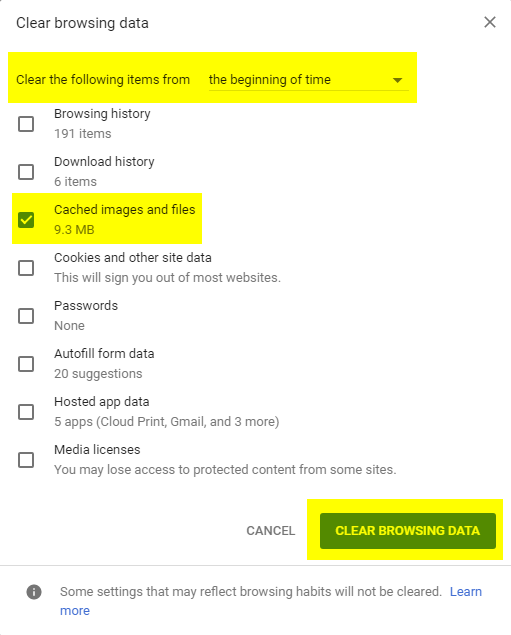 Clear browsing data
Clear the following items from the beginning of time
Browsing history
191 items
Download history
6 items
Cached images and files
9.3 MB
Cookies and other site data
This will sign you out of most websites.
Passwords
None
Autofill form data
20 suggestions
Hosted app data
5 apps (Cloud Print, Gmail, and 3 more)
Media licenses
You may lose access to protected content from some sites.
CANCEL CLEAR BROWSING DATA
Some settings that may reflect browsing habits will not be cleared. Learn
more